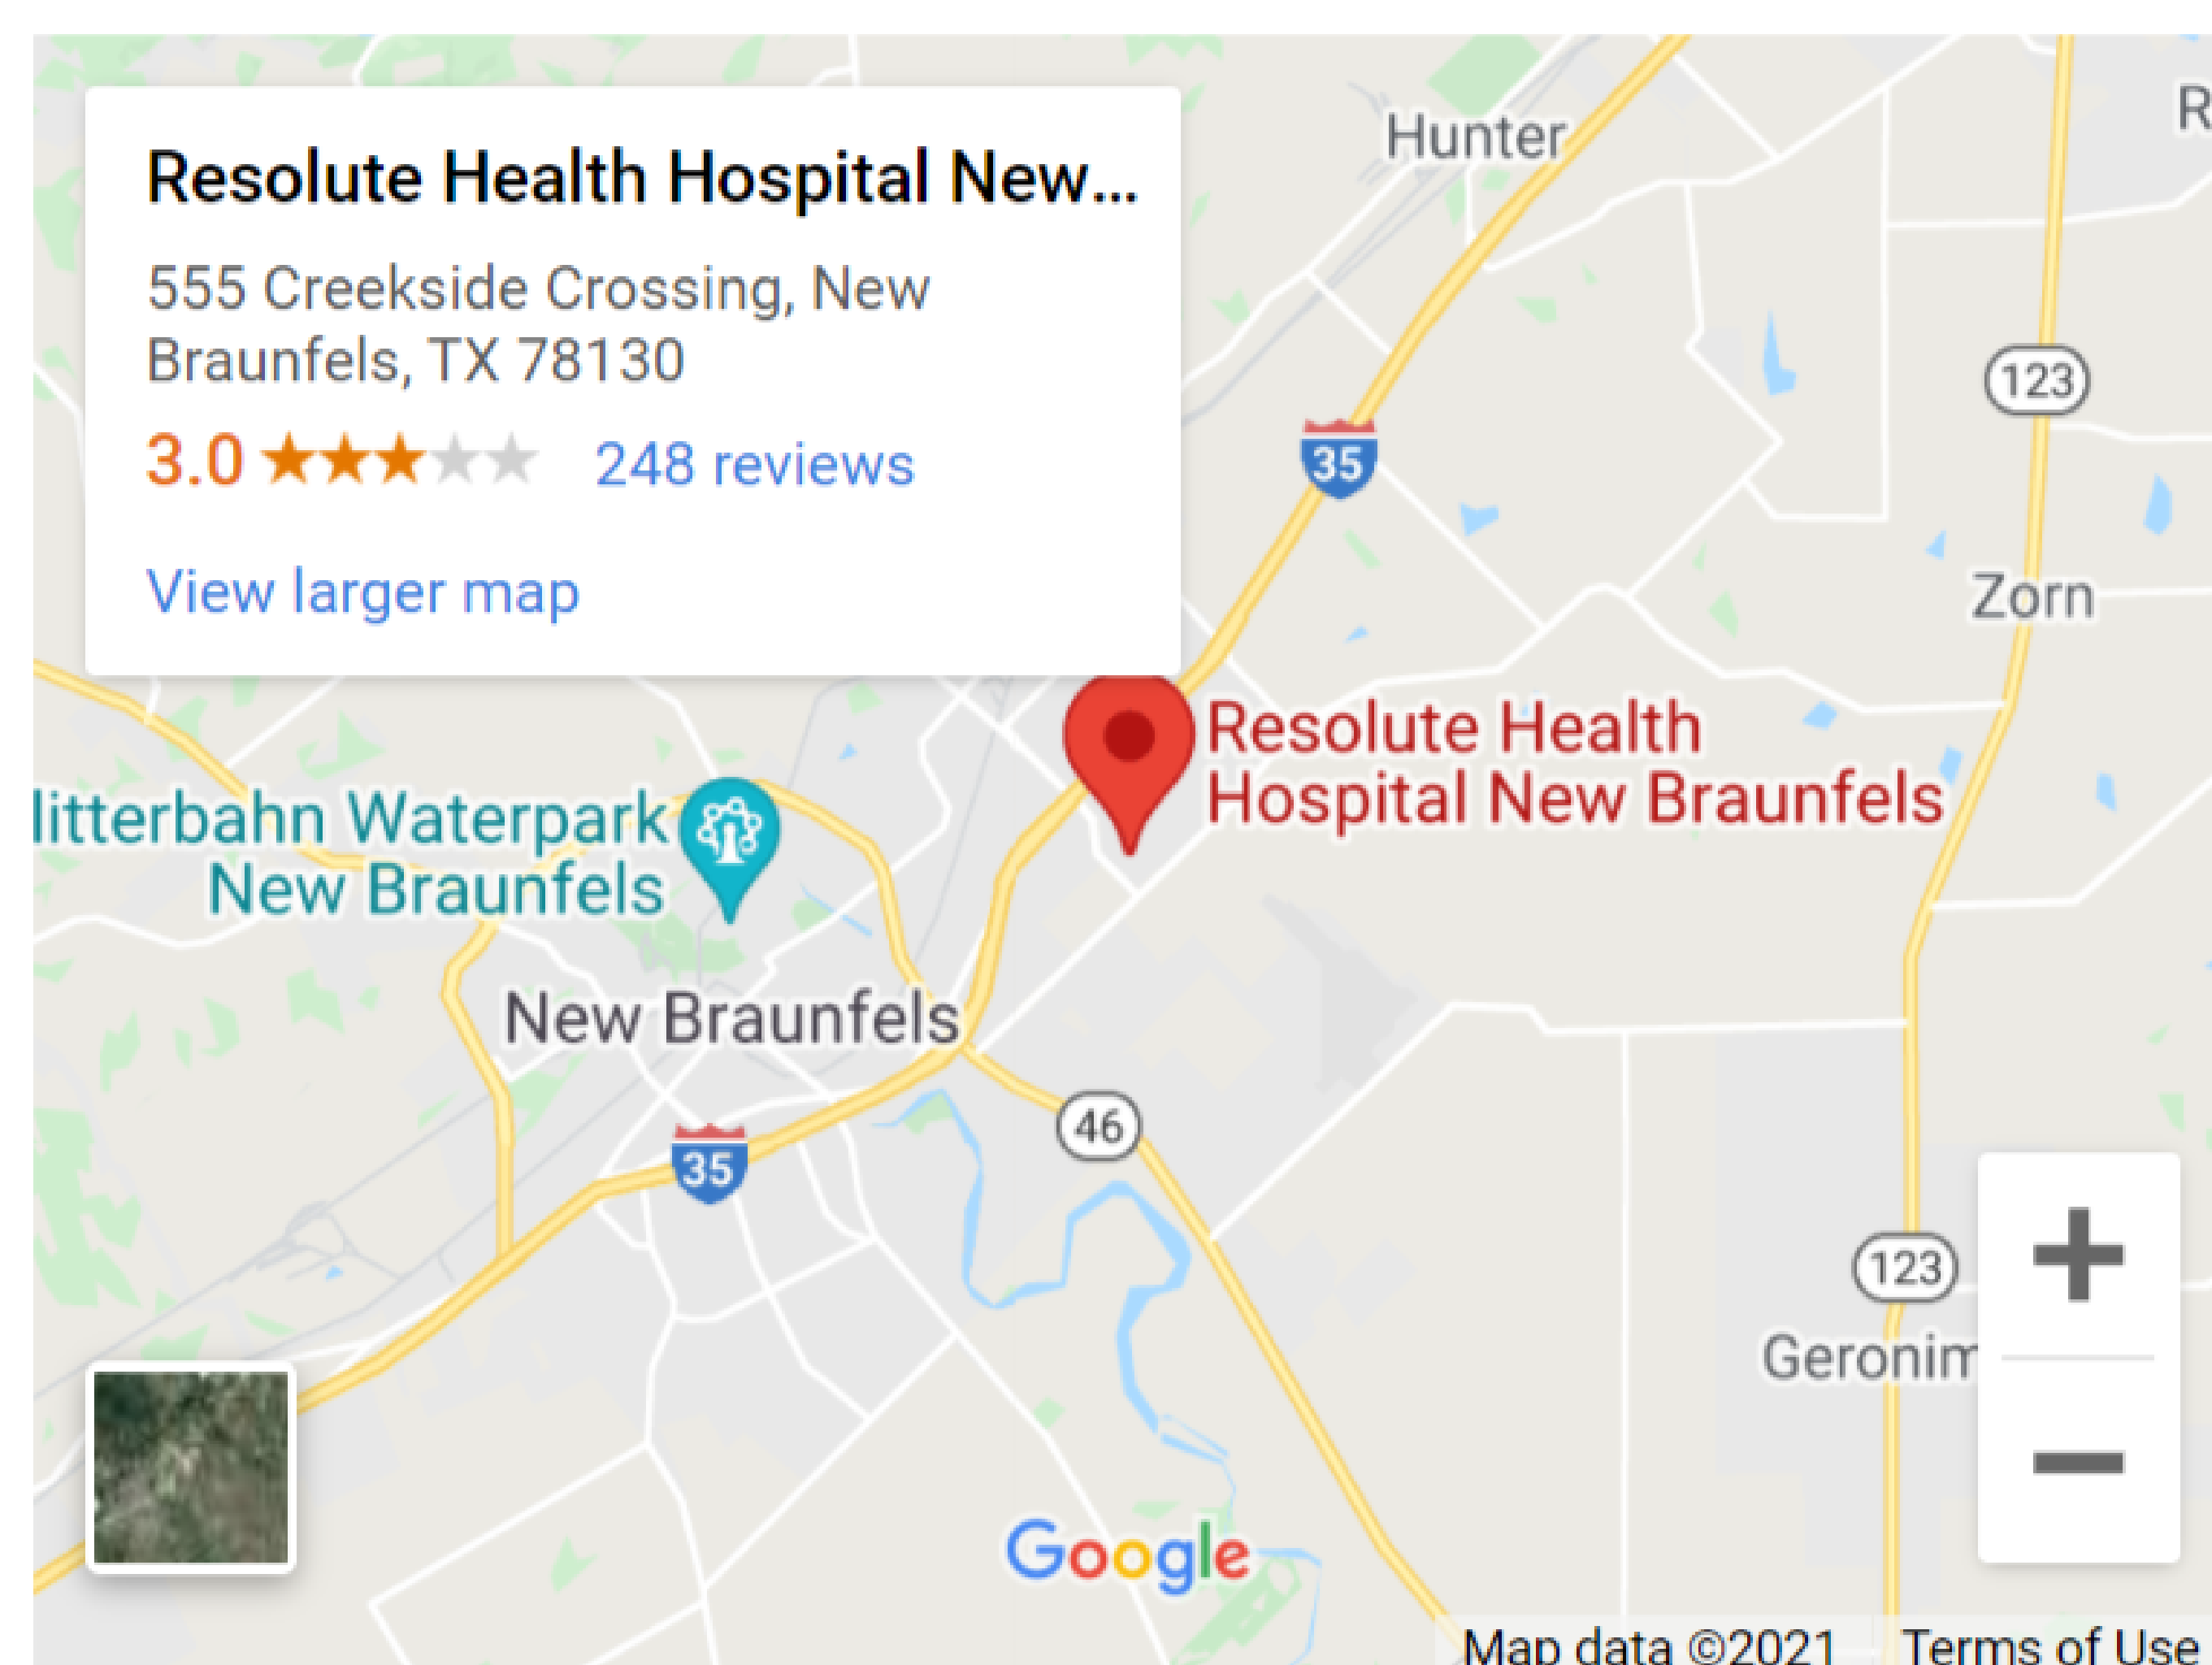 Resolute Health Hospital New...
555 Creekside Crossing, New
Braunfels, TX 78130
3.0 248 reviews
View larger map
Hunter
R
35
123
Zorn
Resolute Health
Hospital New Braunfels
litterbahn Waterpark
New Braunfels
New Braunfels
46
35
123
Geronim
Google
Map data ©2021 Terms of Use